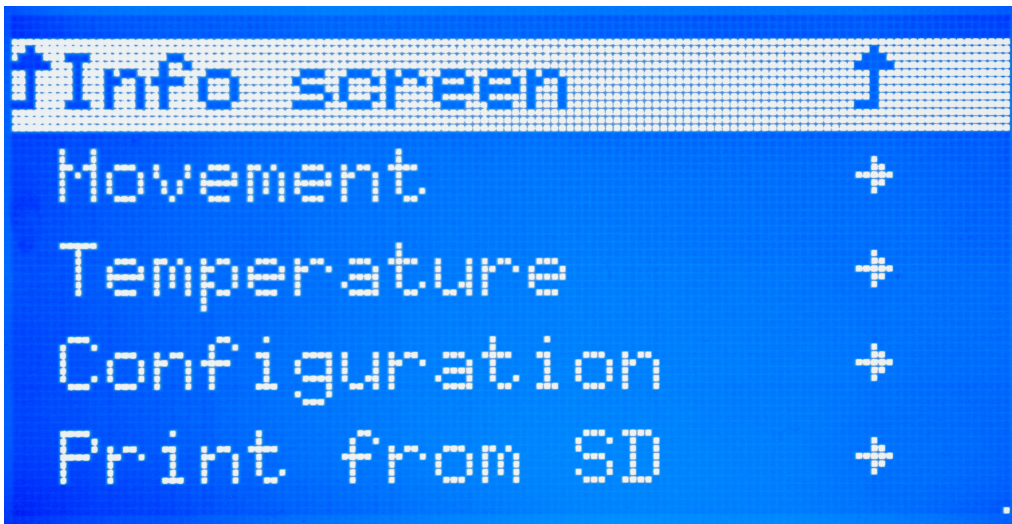 Info screen
Movement
Temperature
Configuration
Print from SD